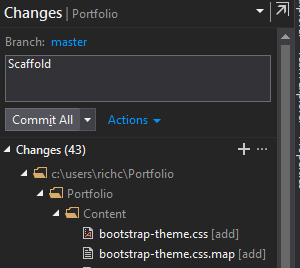 Changes | Portfolio
Branch: master
Scaffold
Commit All Actions
Changes (43)
c:\users\richc\Portfolio
Portfolio
Content
bootstrap-theme.css [add]
bootstrap-theme.css.map [add]